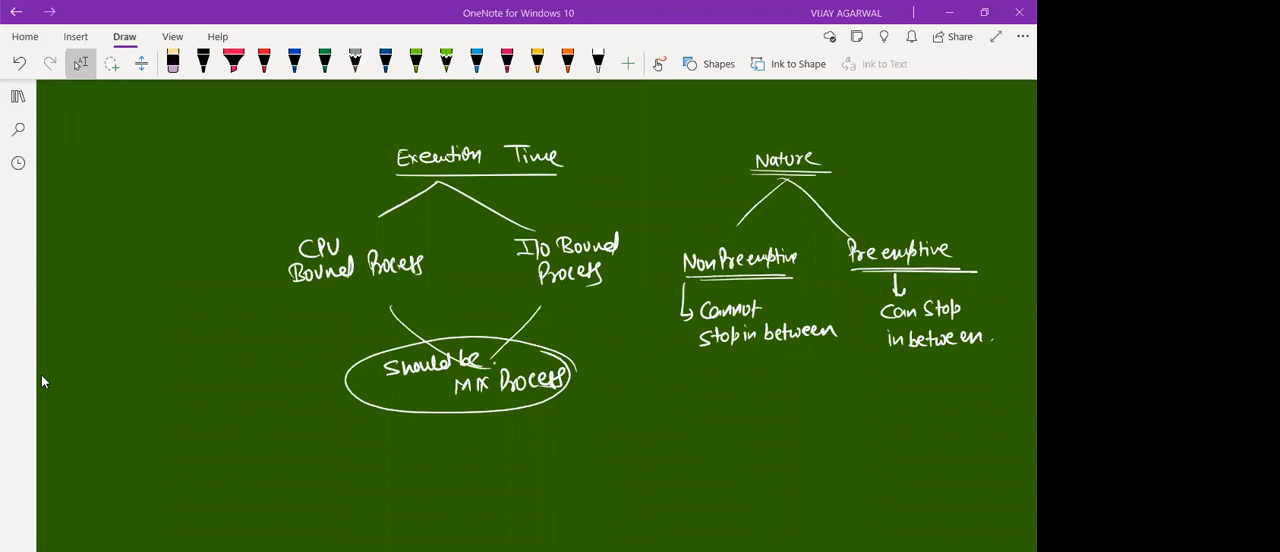 OneNote for Windows 10
VIJAY AGARWAL
Home Insert Draw View Help
Share
Shapes
Ink to Shape
Ink to Text
Execution Time
CPU
Bound Process
I/O Bound
Process
Should be
Mix Process
Nature
Non Preemptive
Cannot
stop in between
Preemptive
Can Stop
in between.